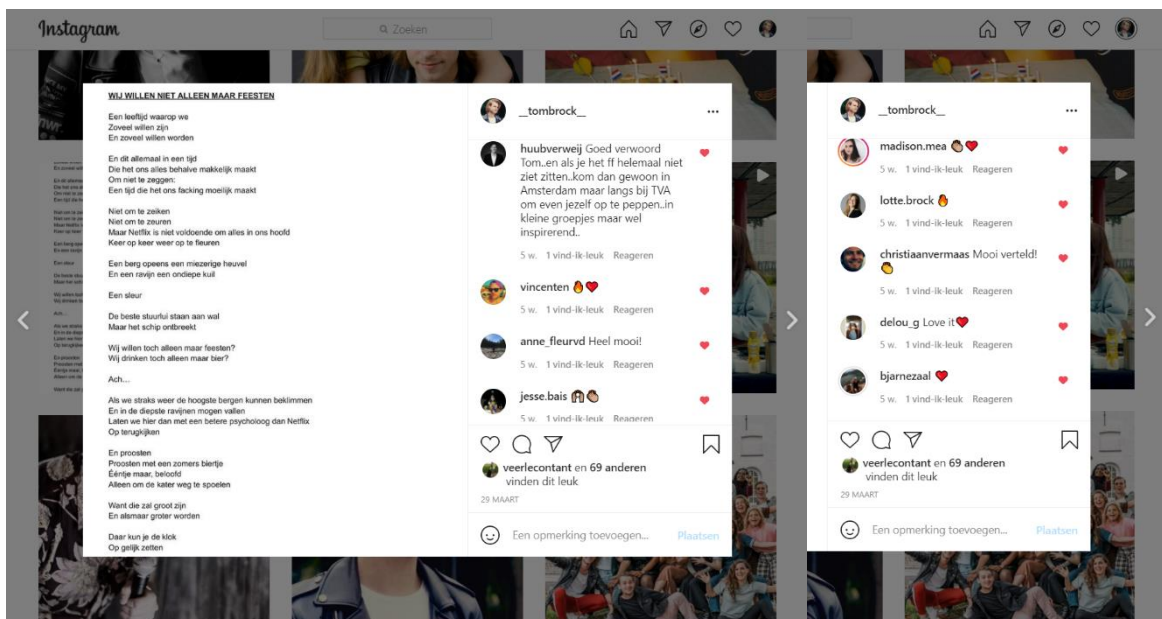 Instagram
Zoeken
WIJ WILLEN NIET ALLEEN MAAR FEESTEN
Een leeftijd waarop we
Zoveel willen zijn
En zoveel willen worden
En dit allemaal in een tijd
Die het ons alles behalve makkelijk maakt
Om niet te zeggen:
Een tijd die het ons facking moeilijk maakt
Niet om te zeiken
Niet om te zeuren
Maar Netflix is niet voldoende om alles in ons hoofd
Keer op keer weer op te fleuren
Een berg opeens een miezerige heuvel
En een ravijn een ondiepe kuil
Een sleur
De beste stuurlui staan aan wal
Maar het schip ontbreekt
Wij willen toch alleen maar feesten?
Wij drinken toch alleen maar bier?
Ach...
Als we straks weer de hoogste bergen kunnen beklimmen
En in de diepste ravijnen mogen vallen
Laten we hier dan met een betere psycholoog dan Netflix
Op terugkijken
En proosten
Proosten met een zomers biertje
Ééntje maar, beloofd
Alleen om de kater weg te spoelen
Want die zal groot zijn
En alsmaar groter worden
Daar kun je de klok
Op gelijk zetten
__tombrock__
huubverweij Goed verwoord
Tom..en als je het ff helemaal niet
ziet zitten..kom dan gewoon in
Amsterdam maar langs bij TVA
om even jezelf op te peppen..in
kleine groepjes maar wel
inspirerend..
5 w. 1 vind-ik-leuk Reageren
vincenten 🔥❤️
5 w. 1 vind-ik-leuk Reageren
anne_fleurvd Heel mooi!
5 w. 1 vind-ik-leuk Reageren
jesse.bais 🙌👏
5 w. 1 vind-ik-leuk Reageren
veerlecontant en 69 anderen
vinden dit leuk
29 MAART
Een opmerking toevoegen...
Plaatsen
__tombrock__
madison.mea 👏❤️
5 w. 1 vind-ik-leuk Reageren
lotte.brock 🔥
5 w. 1 vind-ik-leuk Reageren
christiaanvermaas Mooi verteld!
👏
5 w. 1 vind-ik-leuk Reageren
delou_g Love it❤️
5 w. 1 vind-ik-leuk Reageren
bjarnezaal ❤️
5 w. 1 vind-ik-leuk Reageren
veerlecontant en 69 anderen
vinden dit leuk
29 MAART
Een opmerking toevoegen...
Plaatsen